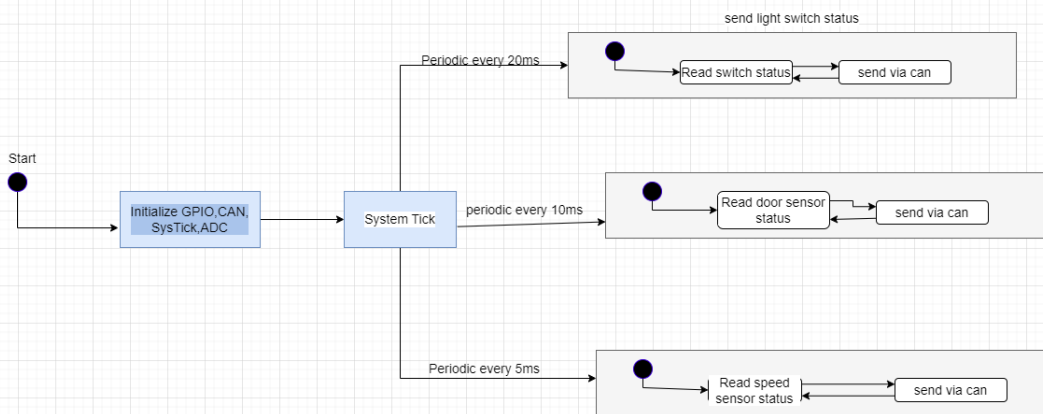 send light switch status
Periodic every 20ms
Read switch status
send via can
Start
Initialize GPIO,CAN,
SysTick,ADC
System Tick
periodic every 10ms
Read door sensor
status
send via can
Periodic every 5ms
Read speed
sensor status
send via can